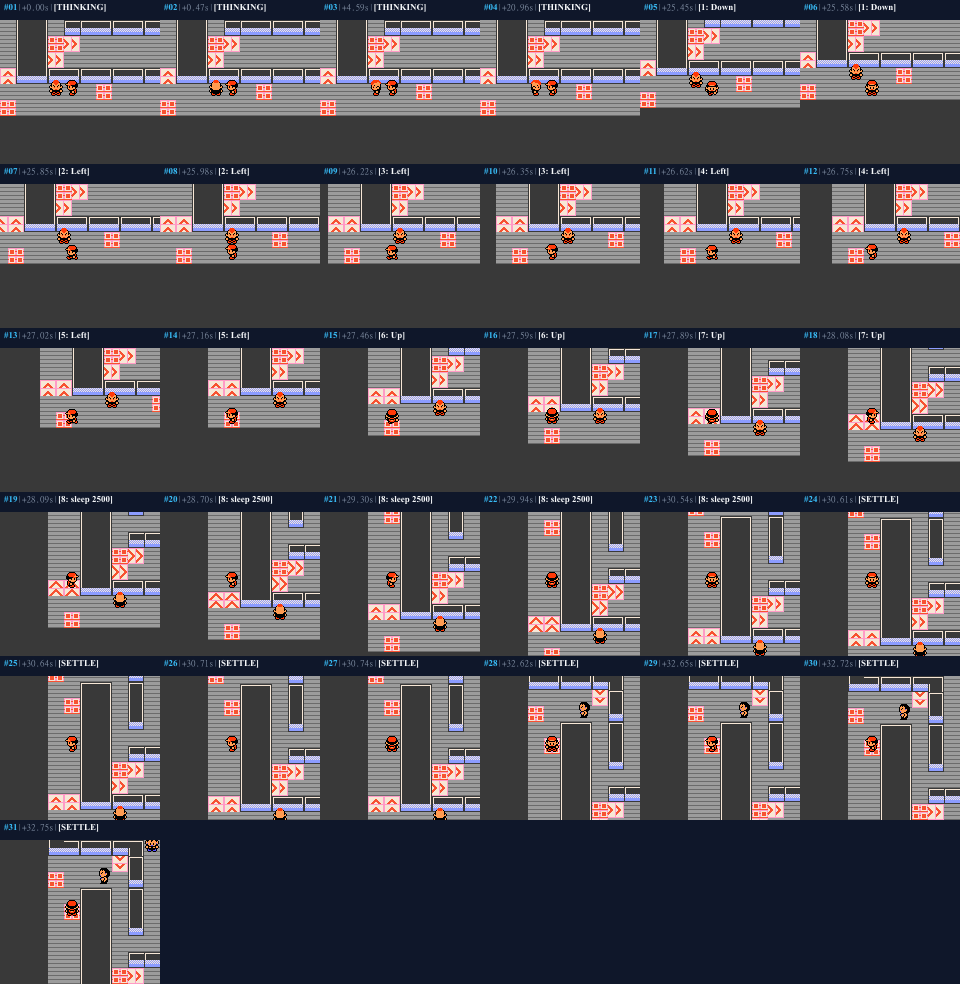 #01|+0.00s| [THINKING]
#02|+0.47s| [THINKING]
#03|+4.59s| [THINKING]
#04|+20.96s| [THINKING]
#05|+25.45s| [1: Down]
#06|+25.58s| [1: Down]
#07|+25.85s| [2: Left]
#08|+25.98s| [2: Left]
#09|+26.22s| [3: Left]
#10|+26.35s| [3: Left]
#11|+26.62s| [4: Left]
#12|+26.75s| [4: Left]
#13|+27.02s| [5: Left]
#14|+27.16s| [5: Left]
#15|+27.46s| [6: Up]
#16|+27.59s| [6: Up]
#17|+27.89s| [7: Up]
#18|+28.08s| [7: Up]
#19|+28.09s| [8: sleep 2500]
#20|+28.70s| [8: sleep 2500]
#21|+29.30s| [8: sleep 2500]
#22|+29.94s| [8: sleep 2500]
#23|+30.54s| [8: sleep 2500]
#24|+30.61s| [SETTLE]
#25|+30.64s| [SETTLE]
#26|+30.71s| [SETTLE]
#27|+30.74s| [SETTLE]
#28|+32.62s| [SETTLE]
#29|+32.65s| [SETTLE]
#30|+32.72s| [SETTLE]
#31|+32.75s| [SETTLE]